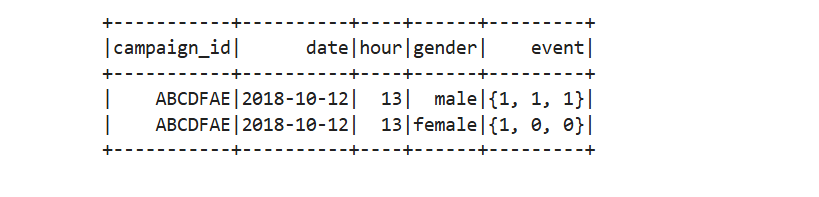 +-----------+----------+----+------+---------+
|campaign_id|      date|hour|gender|    event|
+-----------+----------+----+------+---------+
|    ABCDFAE|2018-10-12|  13|  male|{1, 1, 1}|
|    ABCDFAE|2018-10-12|  13|female|{1, 0, 0}|
+-----------+----------+----+------+---------+